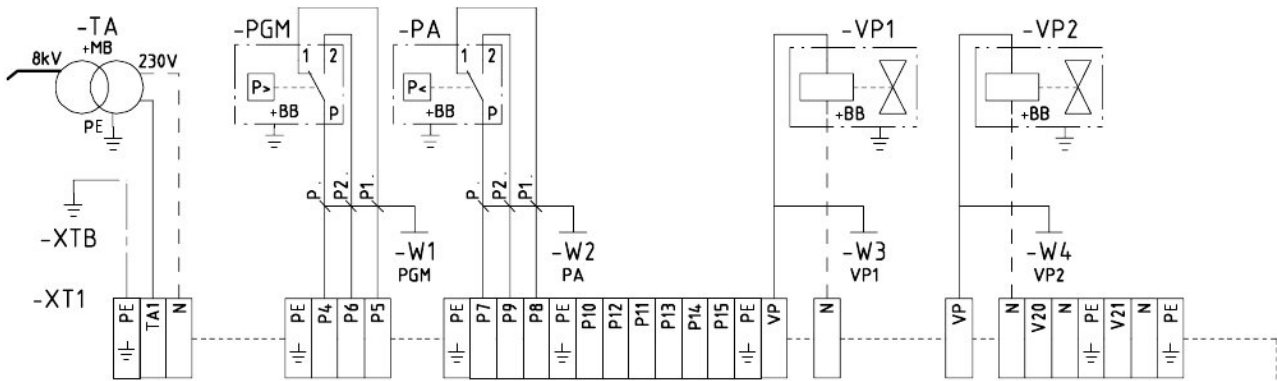 -TA
+MB
8kV
230V
PE
-PGM
1 2
P>
+BB
P
-PA
1 2
P<
+BB
P
-VP1
+BB
-VP2
+BB
P.
P2.
P1.
P.
P2.
P1.
-W1
PGM
-W2
PA
-W3
VP1
-W4
VP2
-XTB
-XT1
PE
TA1
N
PE
P4
P6
P5
PE
P7
P9
P8
PE
P10
P12
P11
P13
P14
P15
PE
VP
N
VP
N
V20
N
PE
V21
N
PE